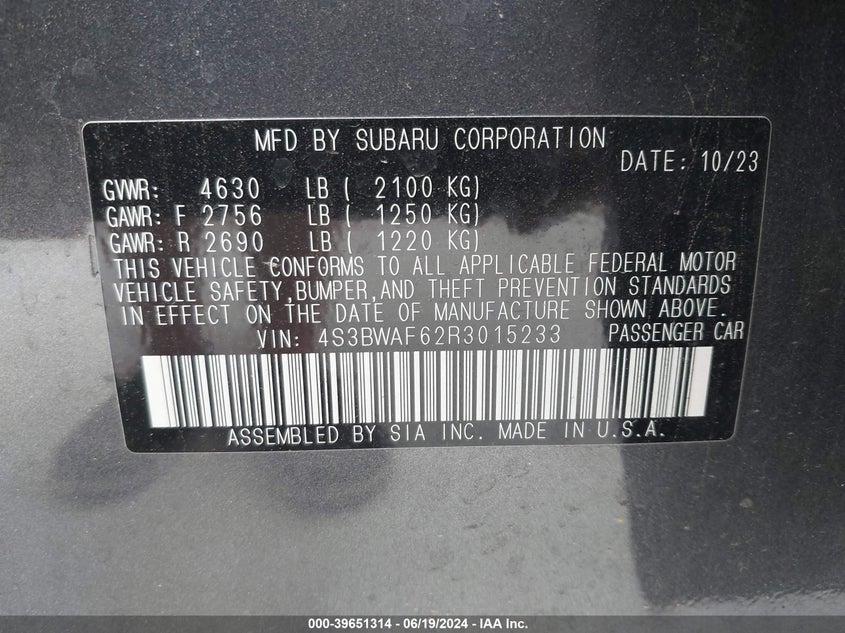 MFD BY SUBARU CORPORATION
DATE: 10/23
GVWR: 4630 LB ( 2100 KG)
GAWR: F 2756 LB ( 1250 KG)
GAWR: R 2690 LB ( 1220 KG)
THIS VEHICLE CONFORMS TO ALL APPLICABLE FEDERAL MOTOR
VEHICLE SAFETY,BUMPER,AND THEFT PREVENTION STANDARDS
IN EFFECT ON THE DATE OF MANUFACTURE SHOWN ABOVE.
VIN: 4S3BWAF62R3015233 PASSENGER CAR
ASSEMBLED BY SIA INC. MADE IN U.S.A.
000-39651314 - 06/19/2024 - IAA Inc.